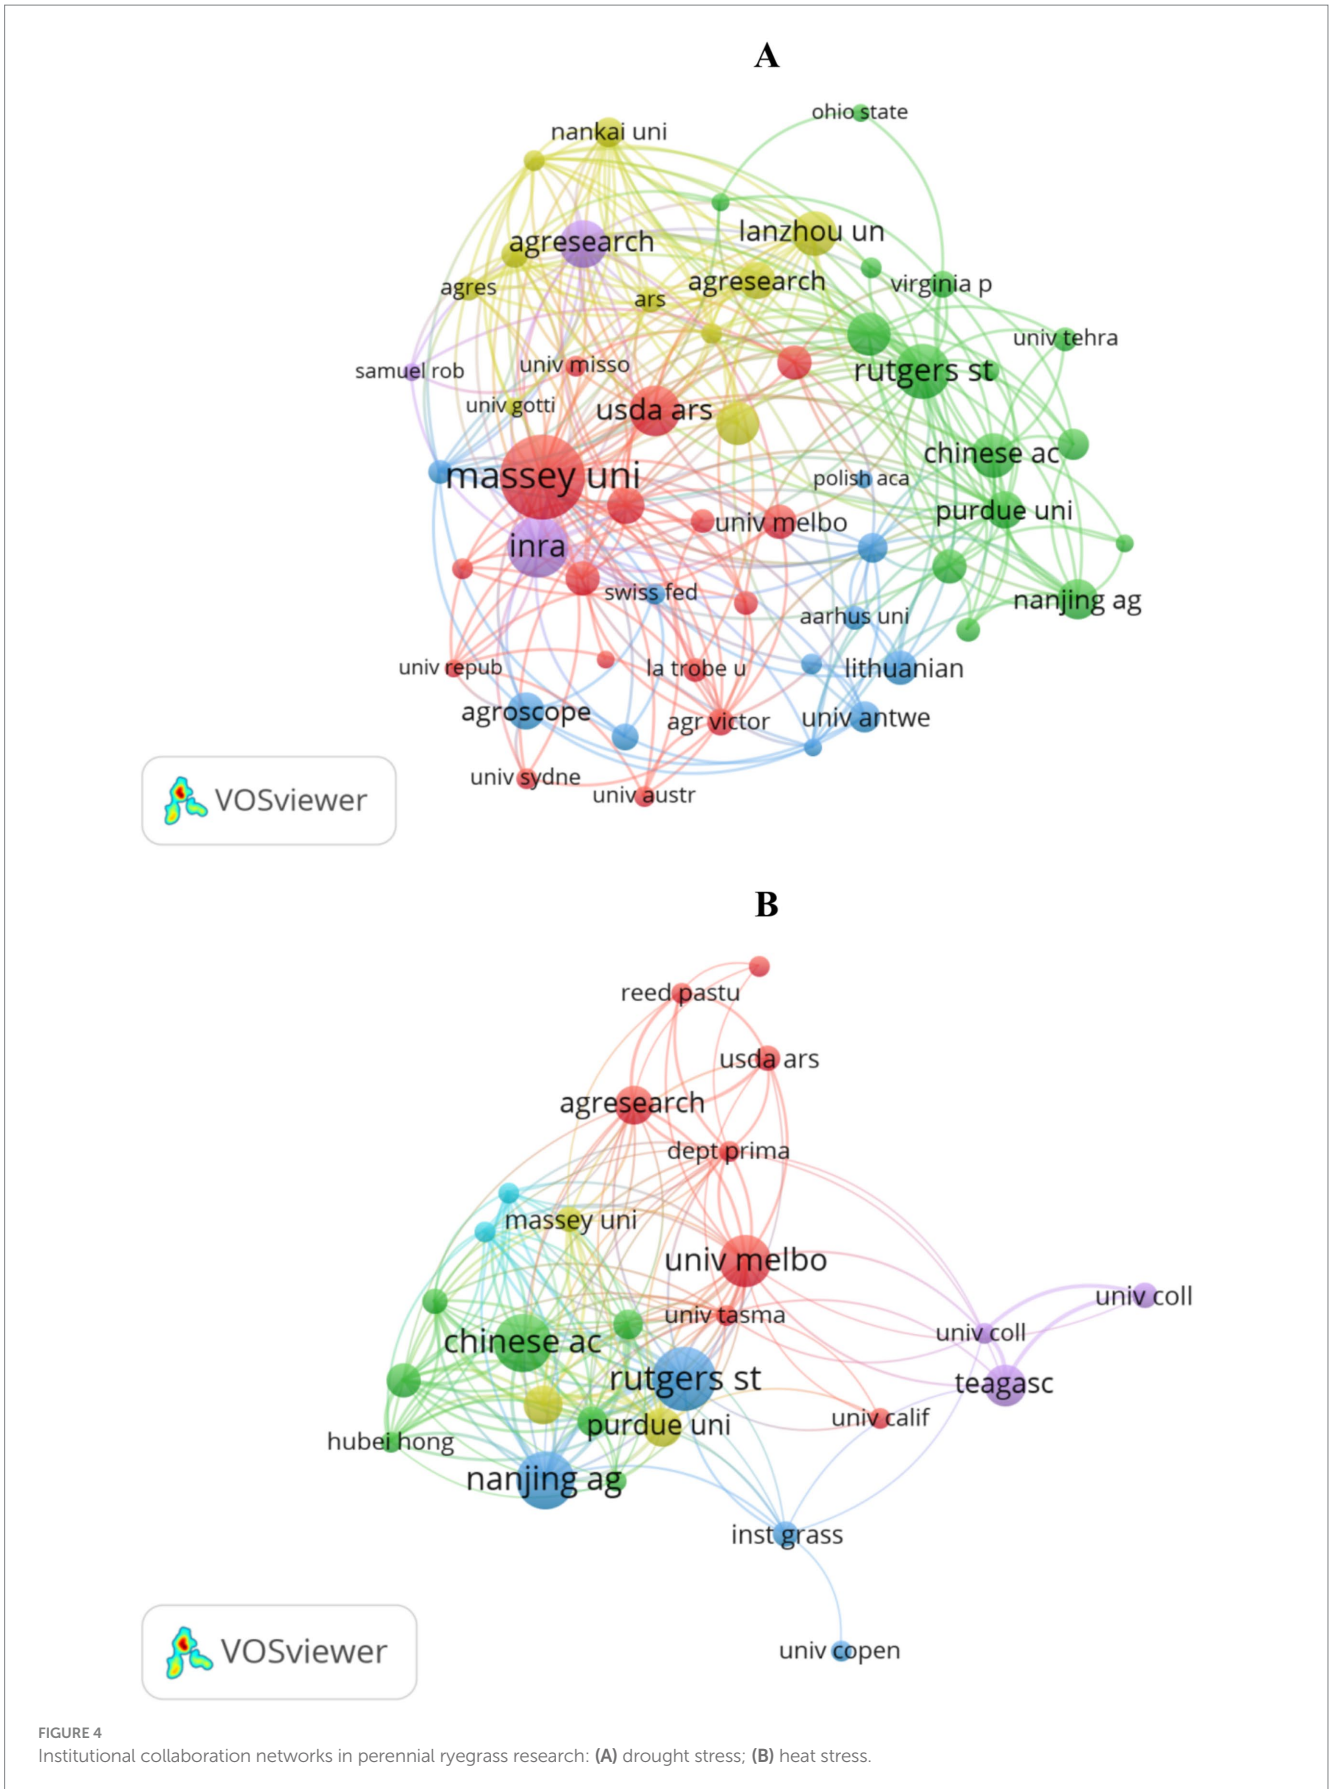 A
ohio state
nankai uni
lanzhou un
agresearch
agresearch
virginia p
agres
ars
univ tehra
samuel rob
univ misso
rutgers st
univ gotti
usda ars
chinese ac
massey uni
polish aca
purdue uni
univ melbo
inra
swiss fed
nanjing ag
aarhus uni
univ repub
la trobe u
lithuanian
agroscope
agr victor
univ antwe
univ sydne
univ austr
VOSviewer
B
reed pastu
usda ars
agresearch
dept prima
massey uni
univ melbo
univ coll
univ tasma
univ coll
chinese ac
rutgers st
teagasc
univ calif
purdue uni
hubei hong
nanjing ag
inst grass
univ copen
VOSviewer
FIGURE 4
Institutional collaboration networks in perennial ryegrass research: (A) drought stress; (B) heat stress.